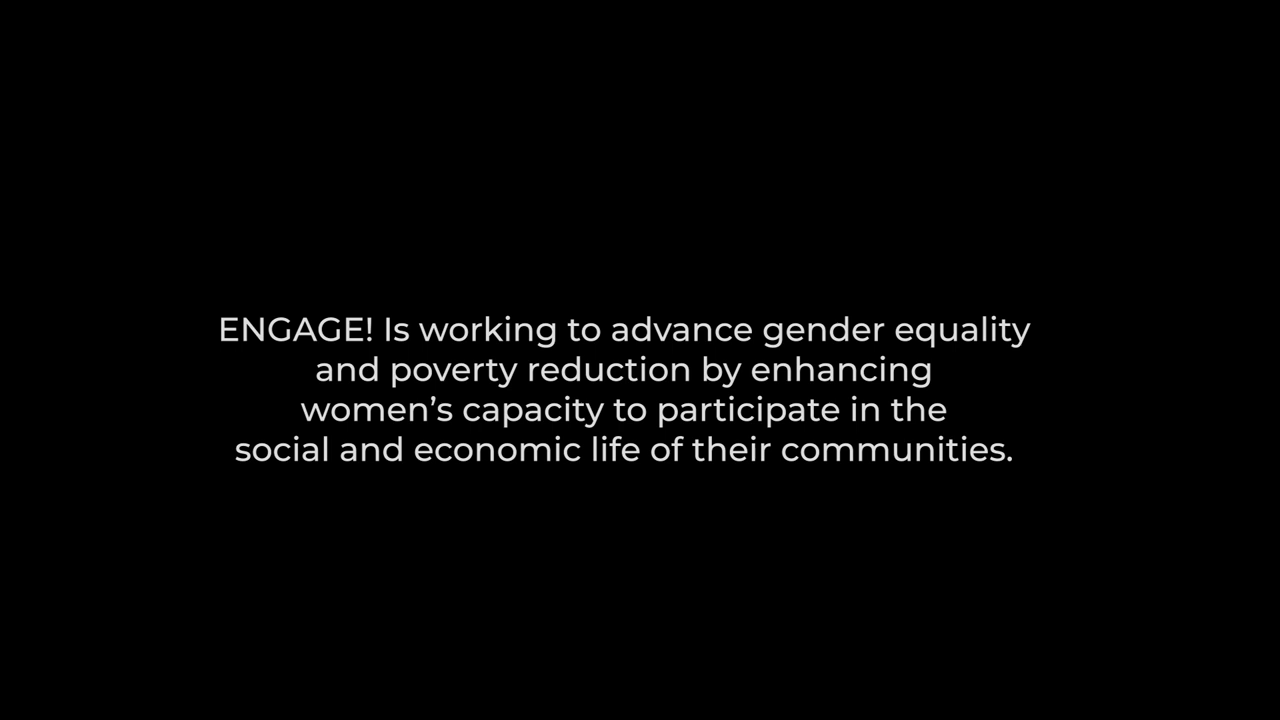 ENGAGE! Is working to advance gender equality
and poverty reduction by enhancing
women’s capacity to participate in the
social and economic life of their communities.